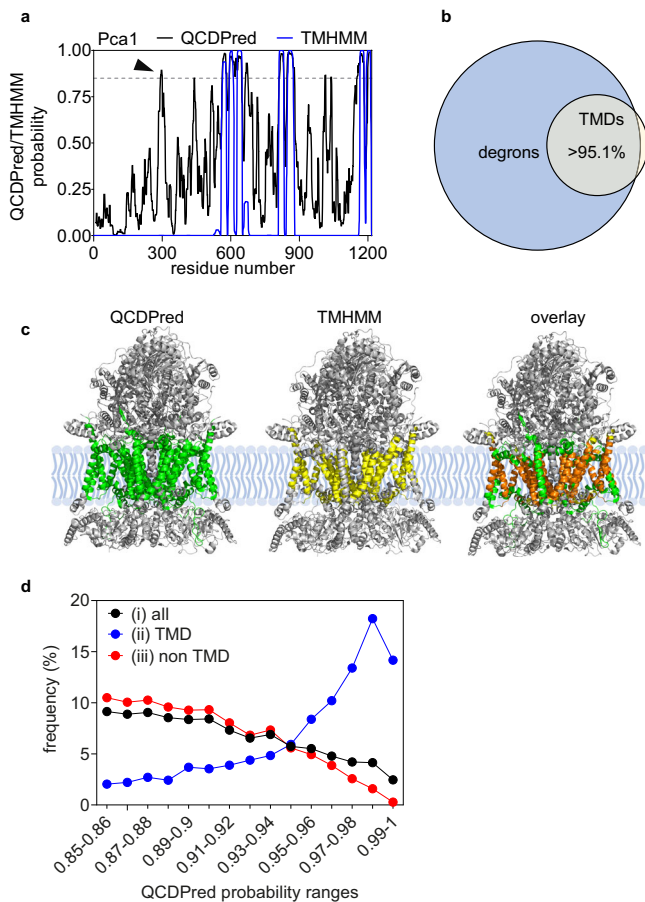 a
Pca1 QCDPred TMHMM
QCDPred/TMHMM
probability
1.00
0.75
0.50
0.25
0.00
0 300 600 900 1200
residue number
b
degrons
TMDs
>95.1%
c
QCDPred TMHMM overlay
d
frequency (%)
20
15
10
5
0
(i) all
(ii) TMD
(iii) non TMD
0.85-0.86 0.87-0.88 0.89-0.9 0.91-0.92 0.93-0.94 0.95-0.96 0.97-0.98 0.99-1
QCDPred probability ranges